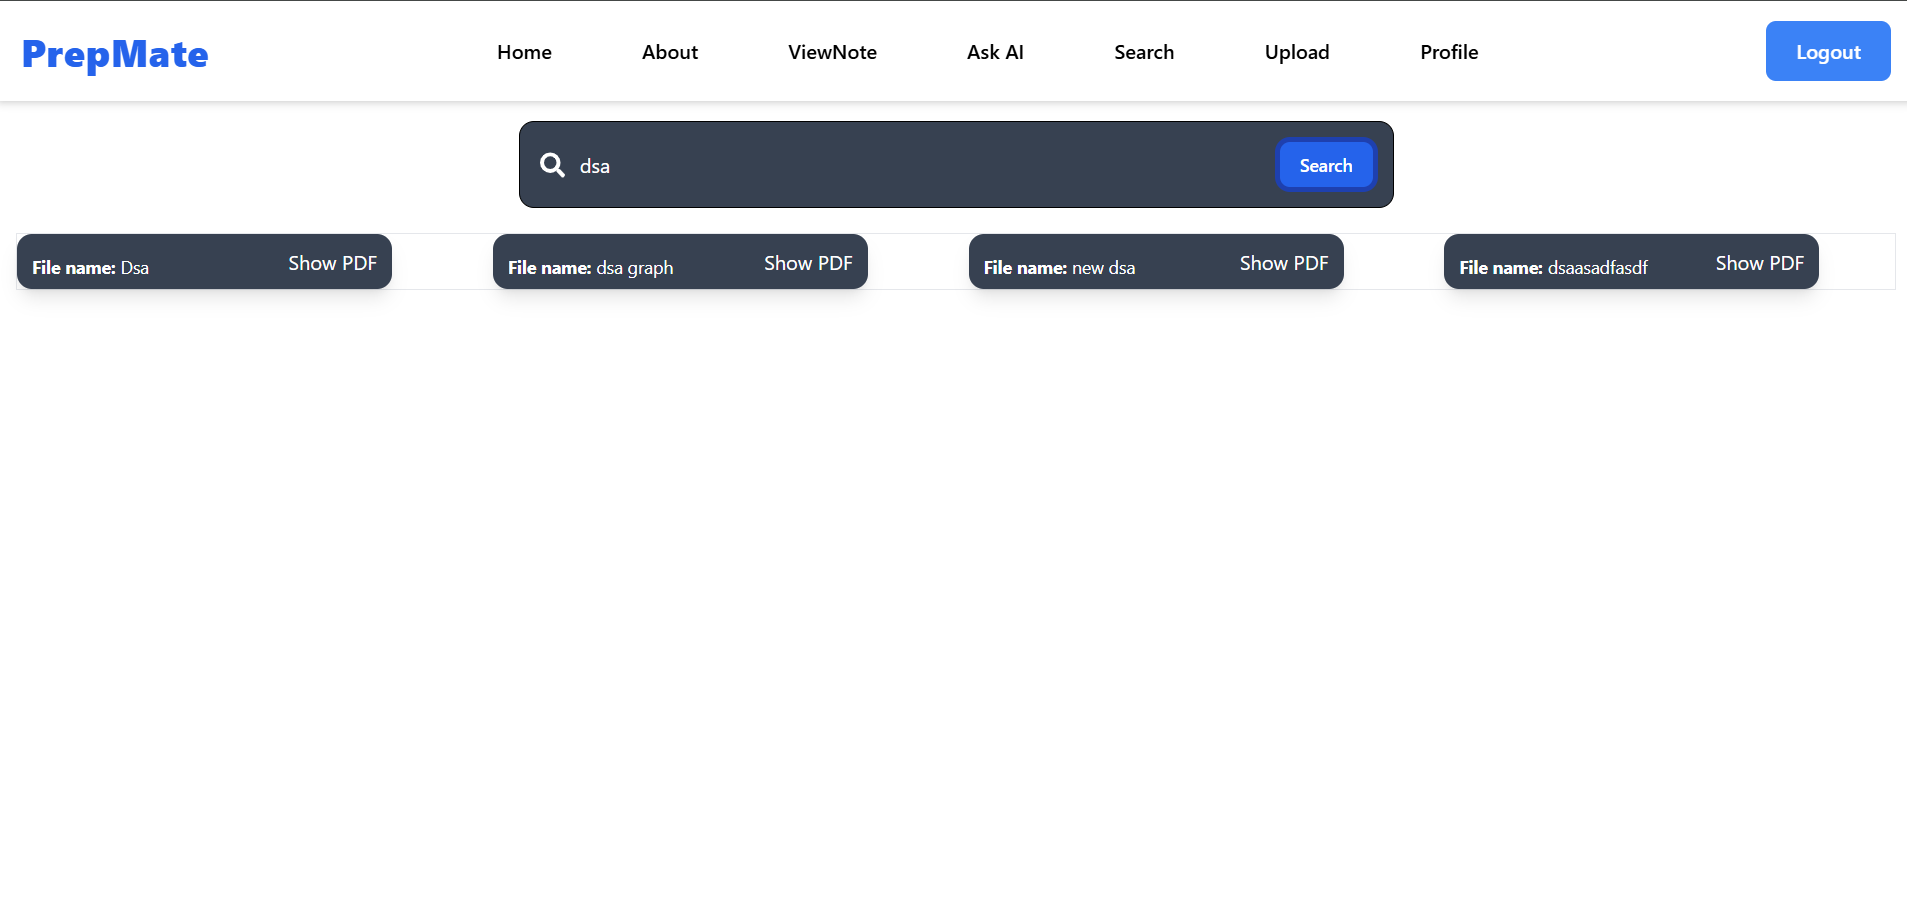 PrepMate Home About ViewNote Ask AI Search Upload Profile Logout
dsa Search
File name: Dsa Show PDF File name: dsa graph Show PDF File name: new dsa Show PDF File name: dsaasadfasdf Show PDF